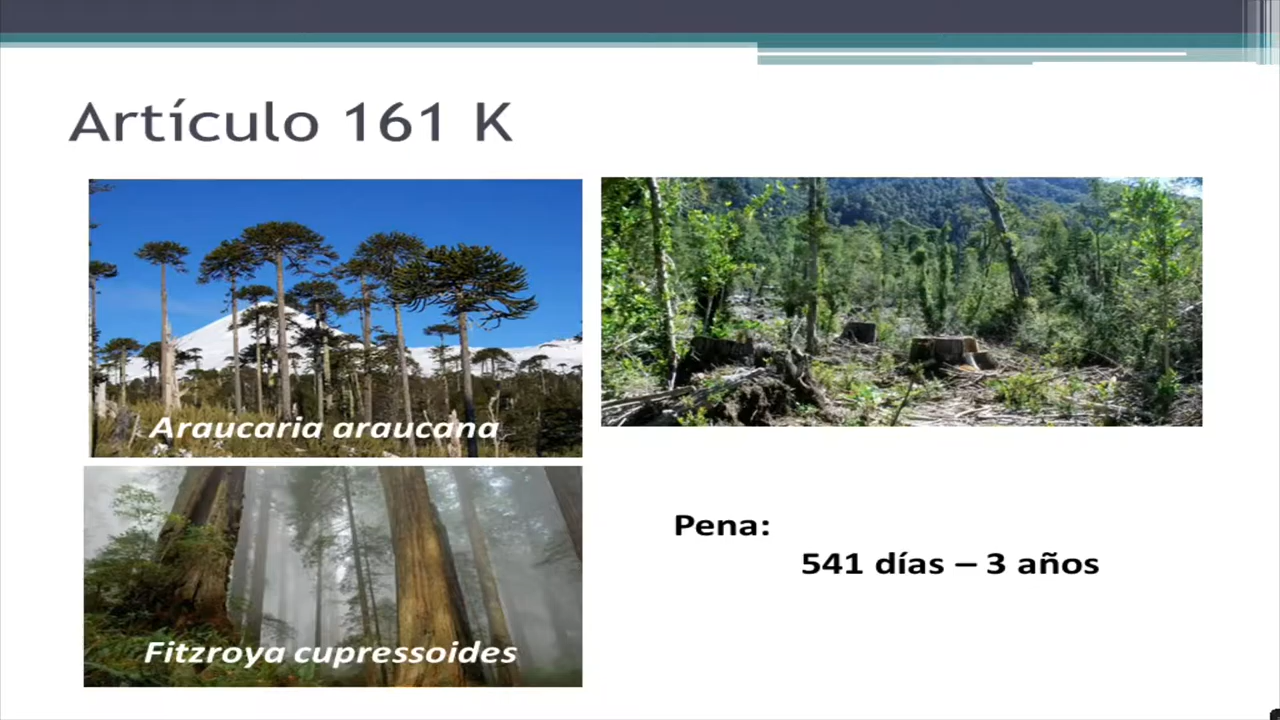 Artículo 161 K
Araucaria araucana
Fitzroya cupressoides
Pena:
541 días – 3 años